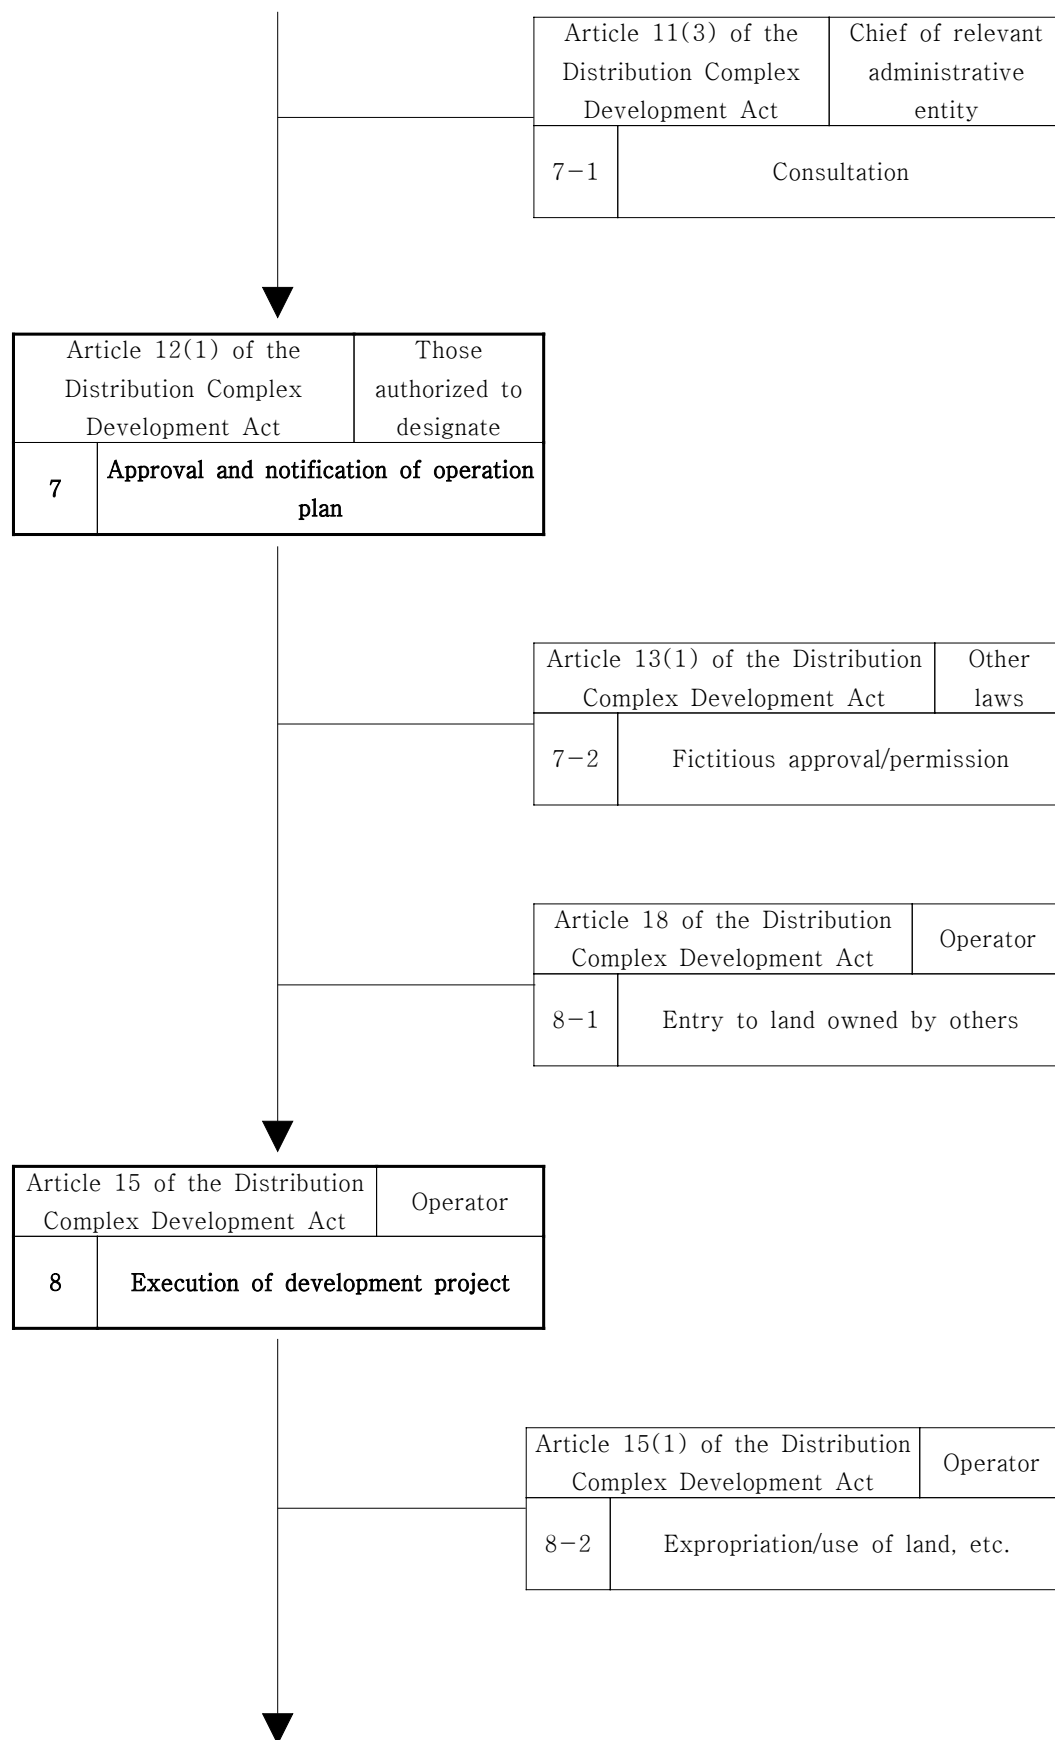 Article 11(3) of the
Distribution Complex
Development Act
Chief of relevant
administrative
entity
7-1
Consultation
Article 12(1) of the
Distribution Complex
Development Act
Those
authorized to
designate
7
Approval and notification of operation
plan
Article 13(1) of the Distribution
Complex Development Act
Other
laws
7-2
Fictitious approval/permission
Article 18 of the Distribution
Complex Development Act
Operator
8-1
Entry to land owned by others
Article 15 of the Distribution
Complex Development Act
Operator
8
Execution of development project
Article 15(1) of the Distribution
Complex Development Act
Operator
8-2
Expropriation/use of land, etc.